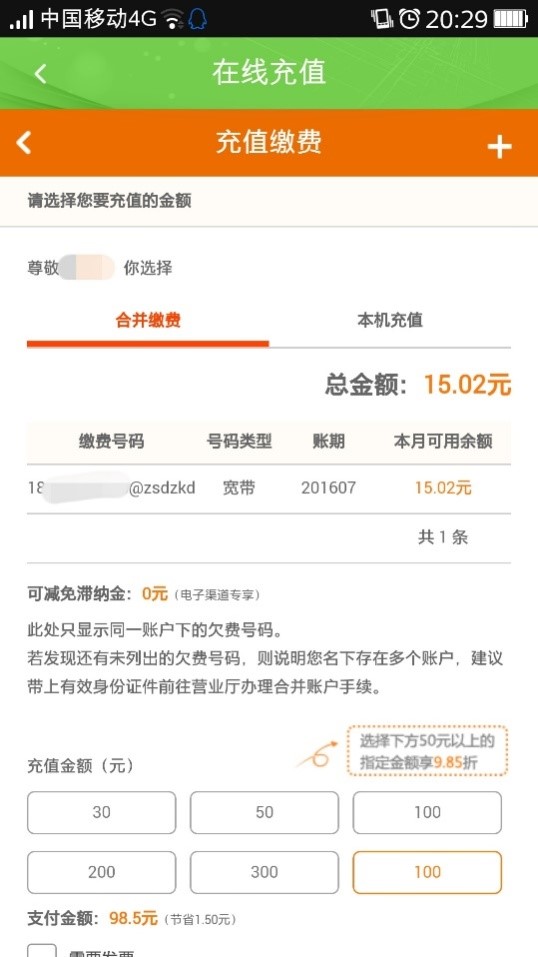 中国移动4G 20:29
在线充值
充值缴费
请选择您要充值的金额
尊敬 你选择
合并缴费 本机充值
总金额：15.02元
缴费号码 号码类型 账期 本月可用余额
18 @zsdzkd 宽带 201607 15.02元
共 1 条
可减免滞纳金：0元（电子渠道专享）
此处只显示同一账户下的欠费号码。
若发现还有未列出的欠费号码，则说明您名下存在多个账户，建议
带上有效身份证件前往营业厅办理合并账户手续。
选择下方50元以上的
指定金额享9.85折
充值金额（元）
30 50 100
200 300 100
支付金额：98.5元（节省1.50元）
需要发票